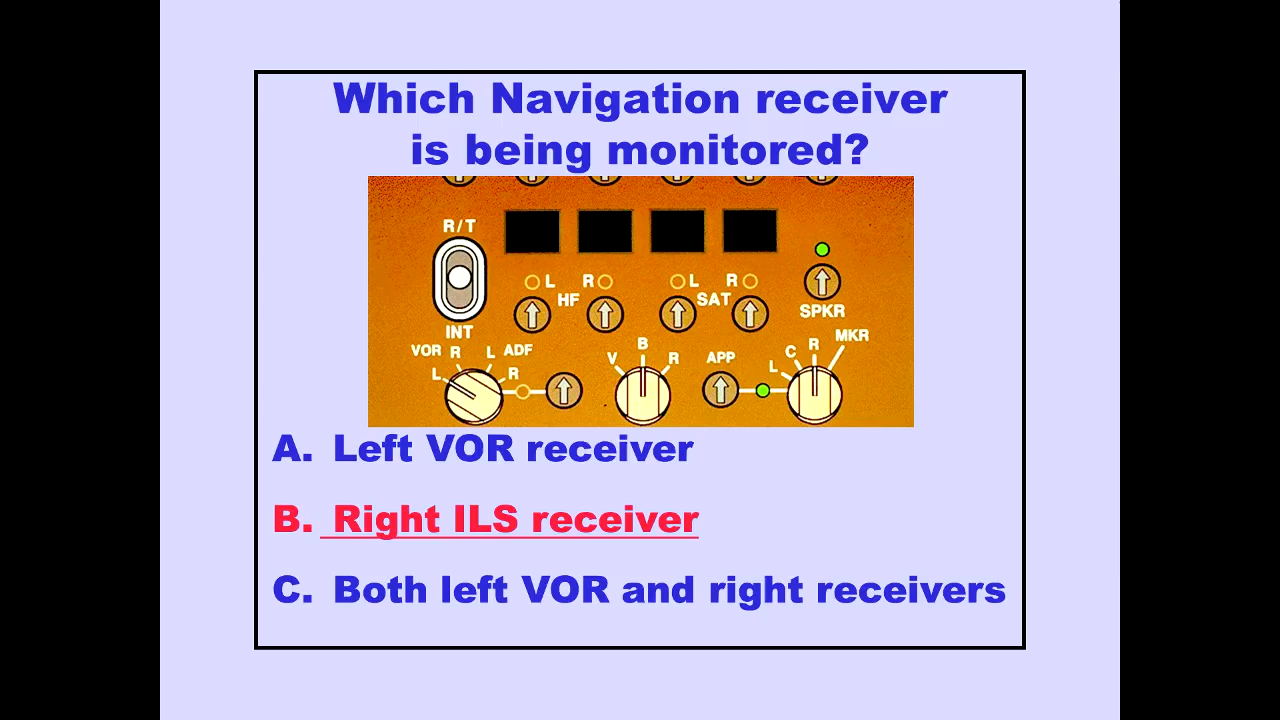 Which Navigation receiver
is being monitored?
R/T
L R L R
HF SAT
SPKR
INT
MKR
VOR R L ADF
B
C R
V R APP
L R
L
A. Left VOR receiver
B. Right ILS receiver
C. Both left VOR and right receivers